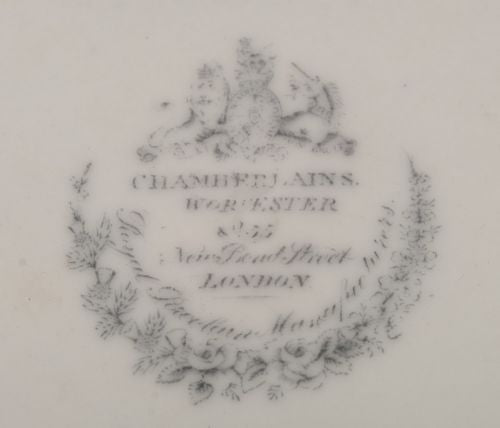 CHAMBERLAINS.
WORCESTER
& 155
New Bond Street
LONDON
Royal Porcelain Manufacturers.